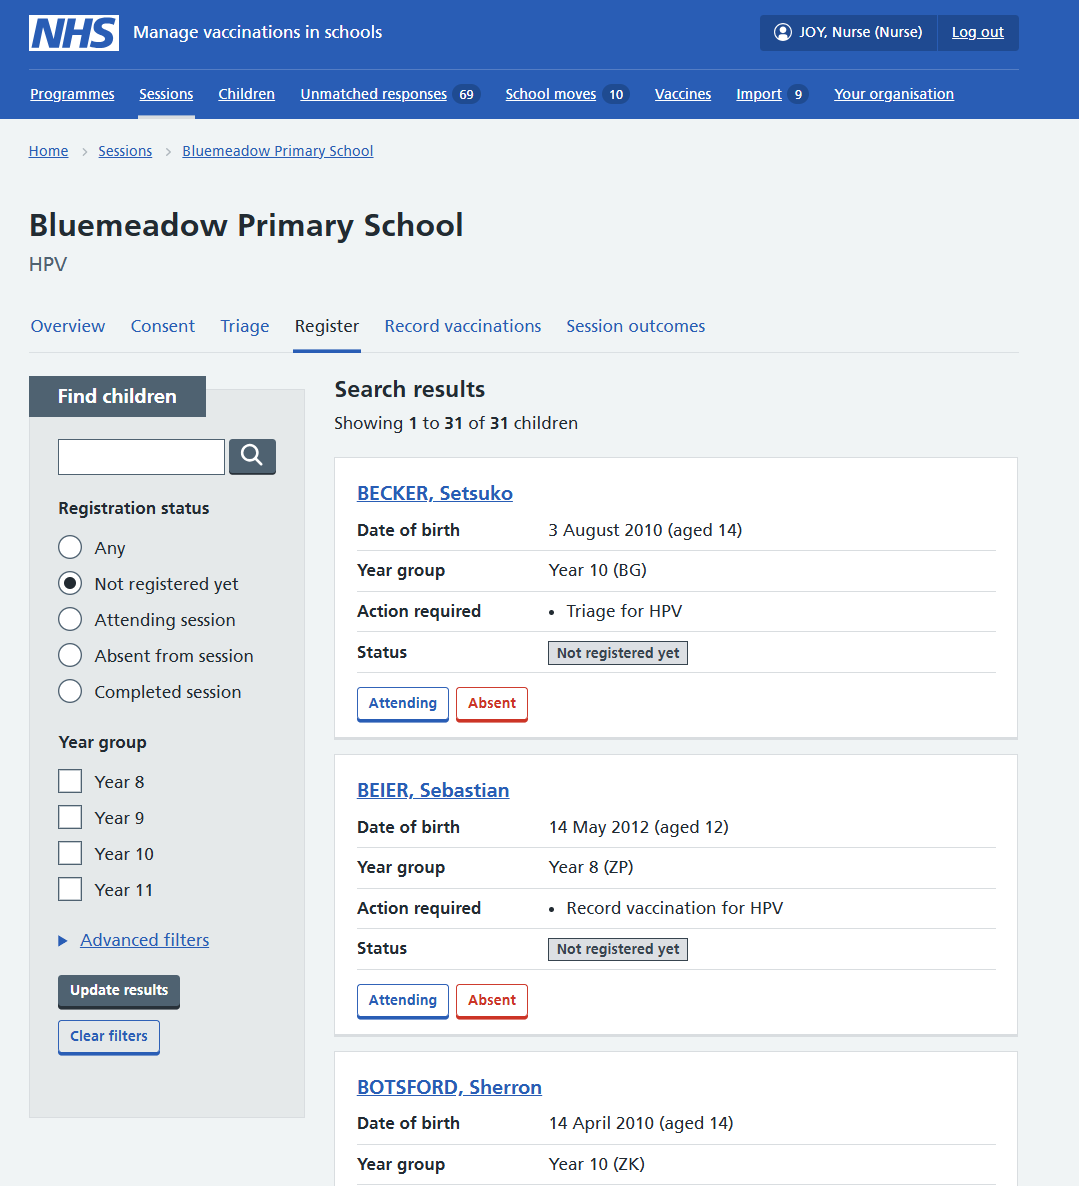 NHS Manage vaccinations in schools JOY, Nurse (Nurse) Log out
Programmes Sessions Children Unmatched responses 69 School moves 10 Vaccines Import 9 Your organisation
Home Sessions Bluemeadow Primary School
Bluemeadow Primary School
HPV
Overview Consent Triage Register Record vaccinations Session outcomes
Find children
Registration status
Any
Not registered yet
Attending session
Absent from session
Completed session
Year group
Year 8
Year 9
Year 10
Year 11
Advanced filters
Update results
Clear filters
Search results
Showing 1 to 31 of 31 children
BECKER, Setsuko
Date of birth 3 August 2010 (aged 14)
Year group Year 10 (BG)
Action required • Triage for HPV
Status Not registered yet
Attending Absent
BEIER, Sebastian
Date of birth 14 May 2012 (aged 12)
Year group Year 8 (ZP)
Action required • Record vaccination for HPV
Status Not registered yet
Attending Absent
BOTSFORD, Sherron
Date of birth 14 April 2010 (aged 14)
Year group Year 10 (ZK)